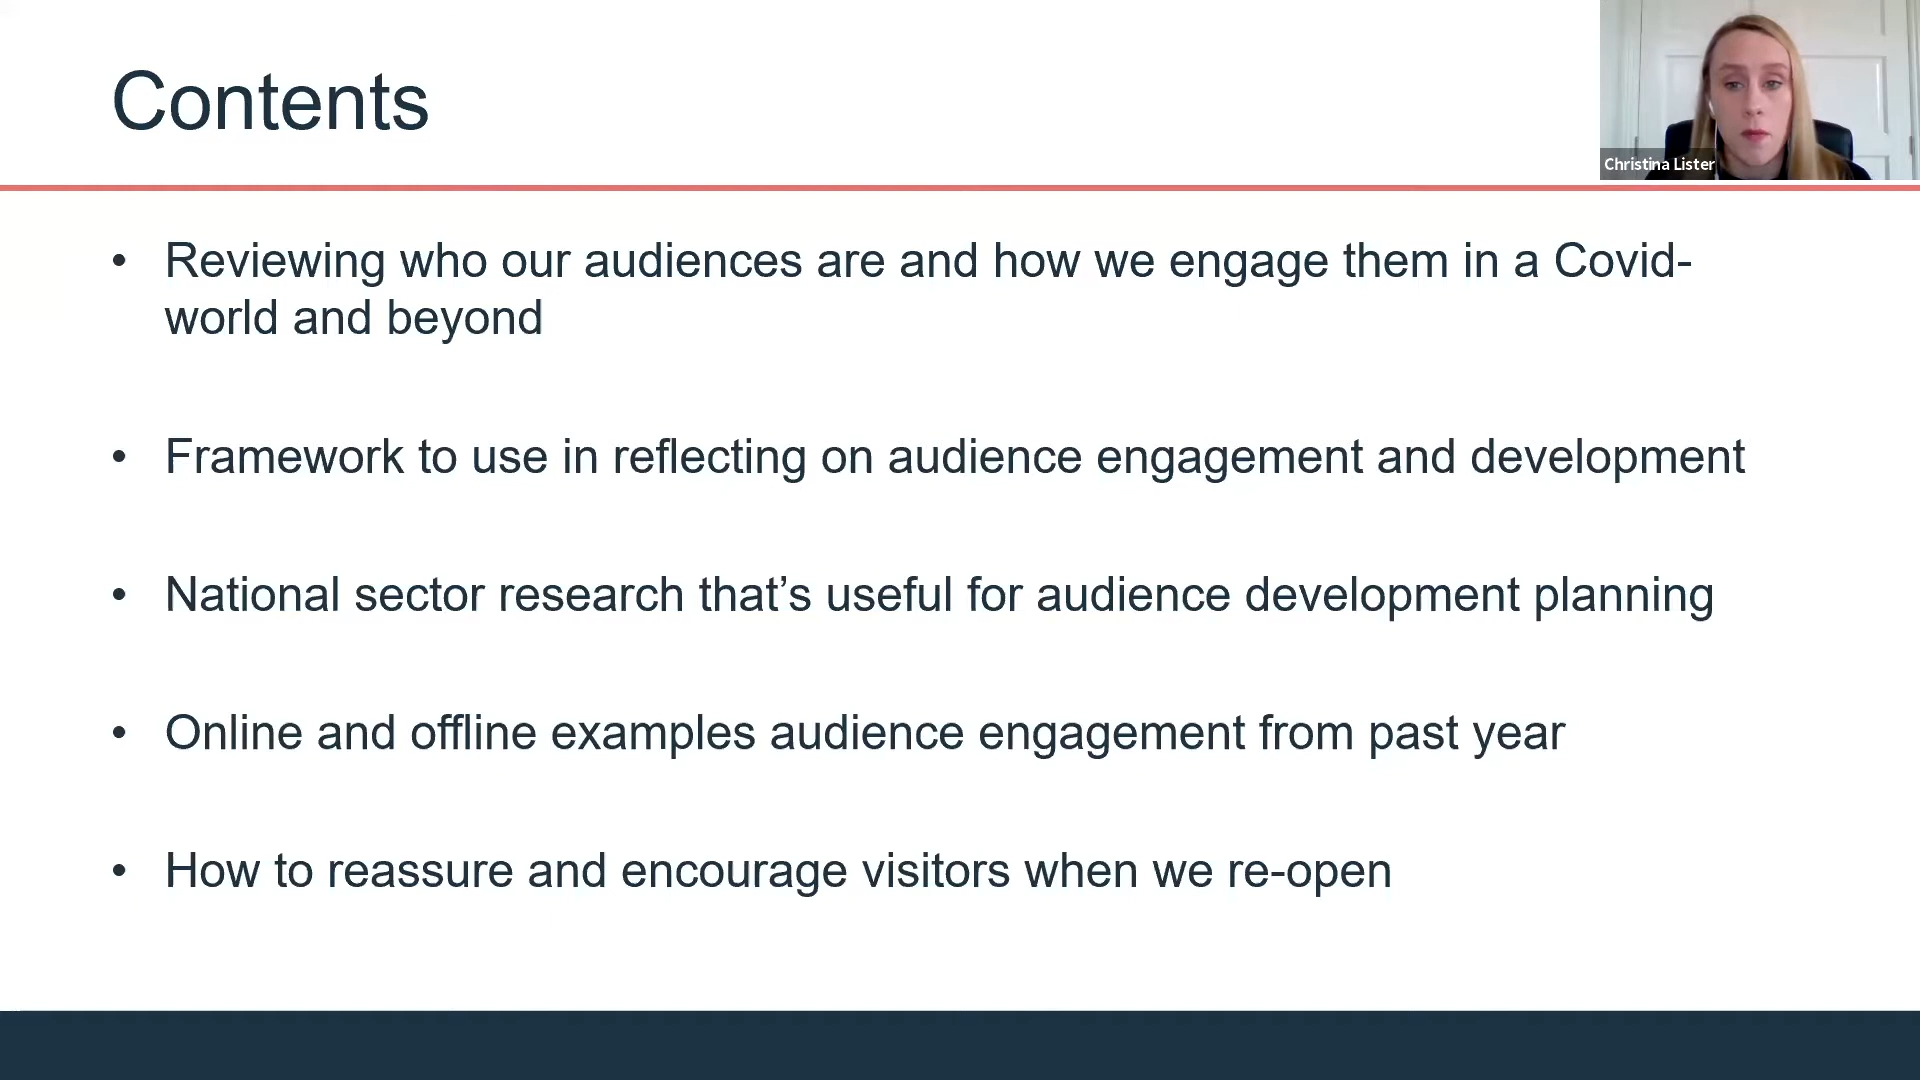 Contents
Christina Lister
• Reviewing who our audiences are and how we engage them in a Covid-
world and beyond
• Framework to use in reflecting on audience engagement and development
• National sector research that’s useful for audience development planning
• Online and offline examples audience engagement from past year
• How to reassure and encourage visitors when we re-open